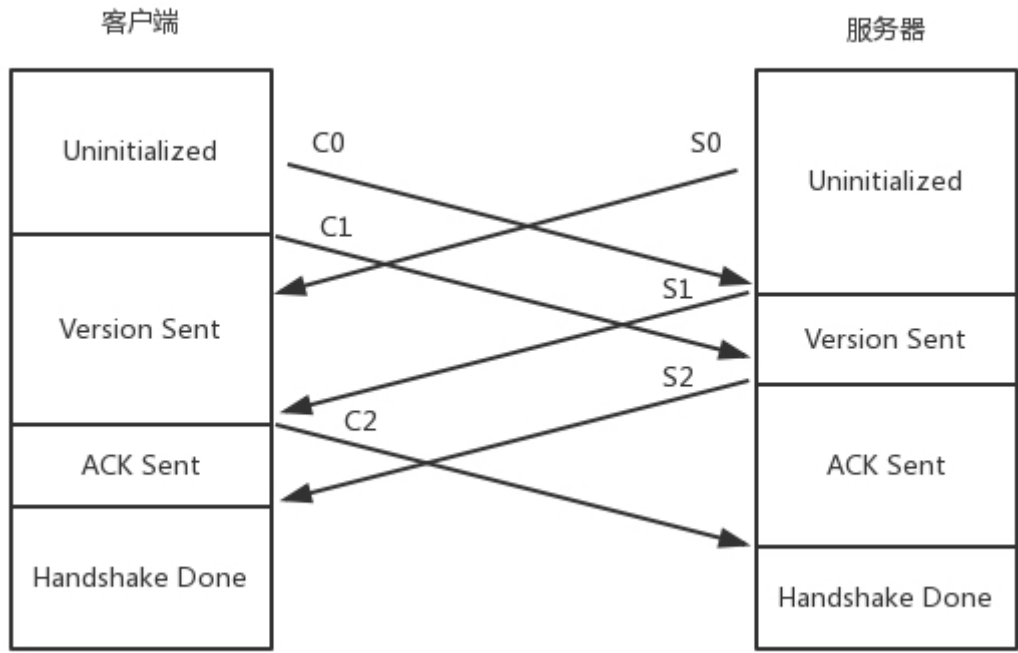 客户端
服务器
Uninitialized
C0
S0
Uninitialized
C1
S1
Version Sent
Version Sent
S2
C2
ACK Sent
ACK Sent
Handshake Done
Handshake Done